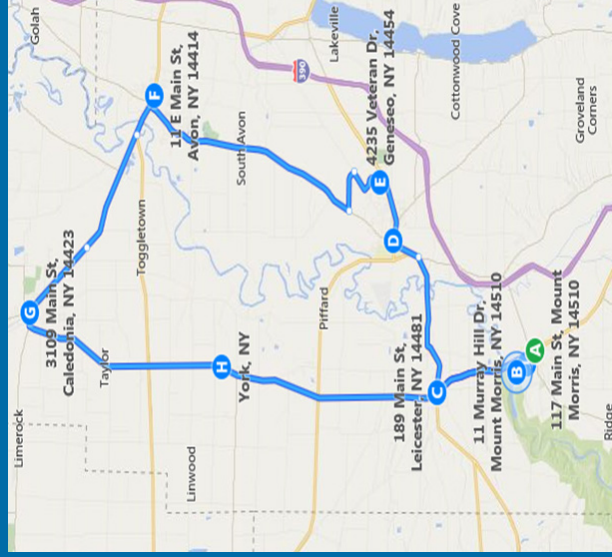 Golah
Lakeville
F
11 E Main St,
Avon, NY 14414
390
4235 Veteran Dr,
Geneseo, NY 14454
Cottonwood Cove
South Avon
E
Groveland
Corners
G
3109 Main St,
Caledonia, NY 14423
Toggletown
D
Piffard
Limerock
Taylor
H
York, NY
Linwood
189 Main St,
Leicester, NY 14481
C
11 Murray Hill Dr.
Mount Morris, NY 14510
B
A
117 Main St, Mount
Morris, NY 14510
Ridge